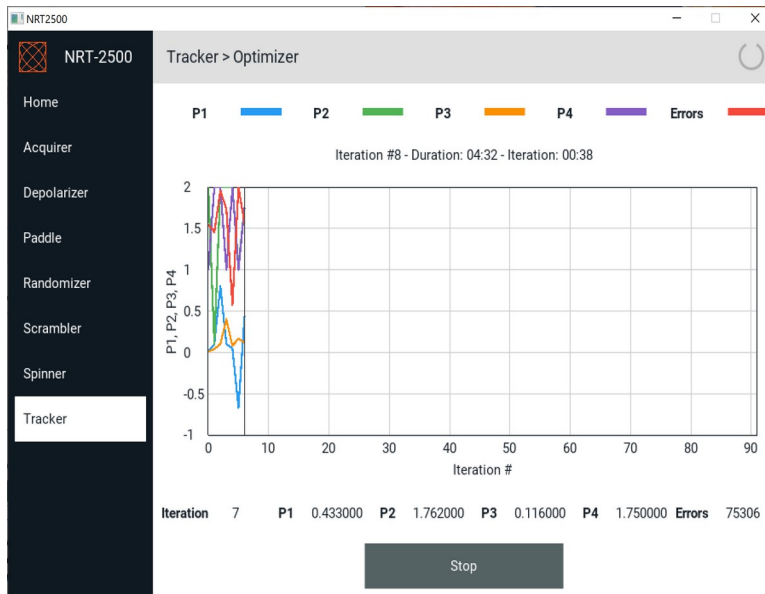 NRT2500
NRT-2500
Tracker > Optimizer
Home
Acquirer
Depolarizer
Paddle
Randomizer
Scrambler
Spinner
Tracker
P1 P2 P3 P4 Errors
Iteration #8 - Duration: 04:32 - Iteration: 00:38
P1, P2, P3, P4
2
1.5
1
0.5
0
-0.5
-1
0 10 20 30 40 50 60 70 80 90
Iteration #
Iteration 7 P1 0.433000 P2 1.762000 P3 0.116000 P4 1.750000 Errors 75306
Stop